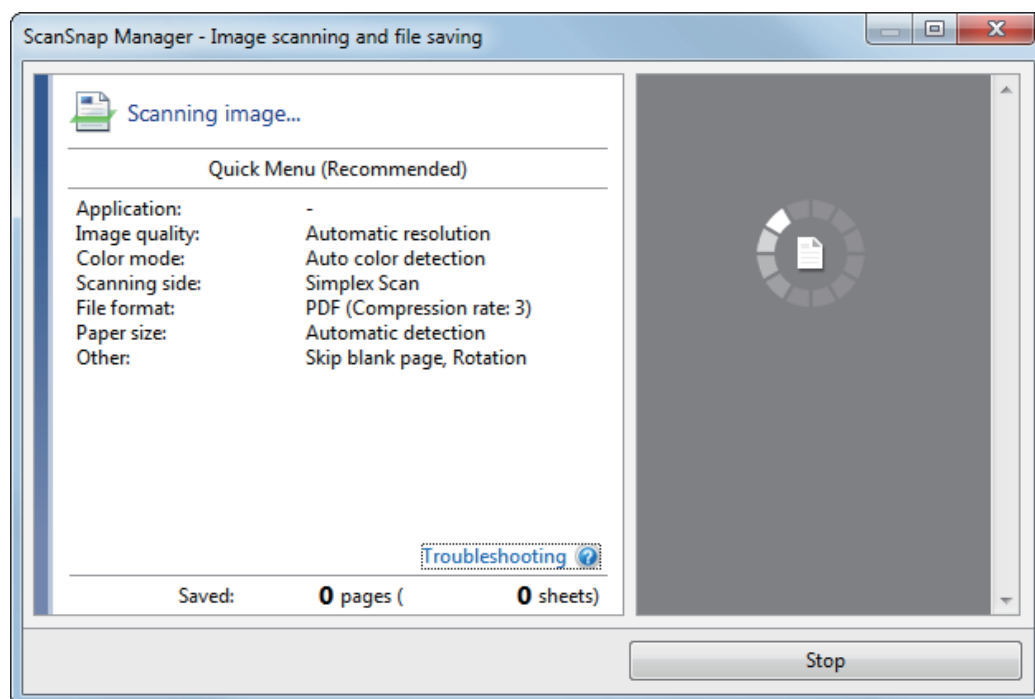 ScanSnap Manager - Image scanning and file saving
Scanning image...
Quick Menu (Recommended)
Application: -
Image quality: Automatic resolution
Color mode: Auto color detection
Scanning side: Simplex Scan
File format: PDF (Compression rate: 3)
Paper size: Automatic detection
Other: Skip blank page, Rotation
Troubleshooting ?
Saved: 0 pages ( 0 sheets)
Stop